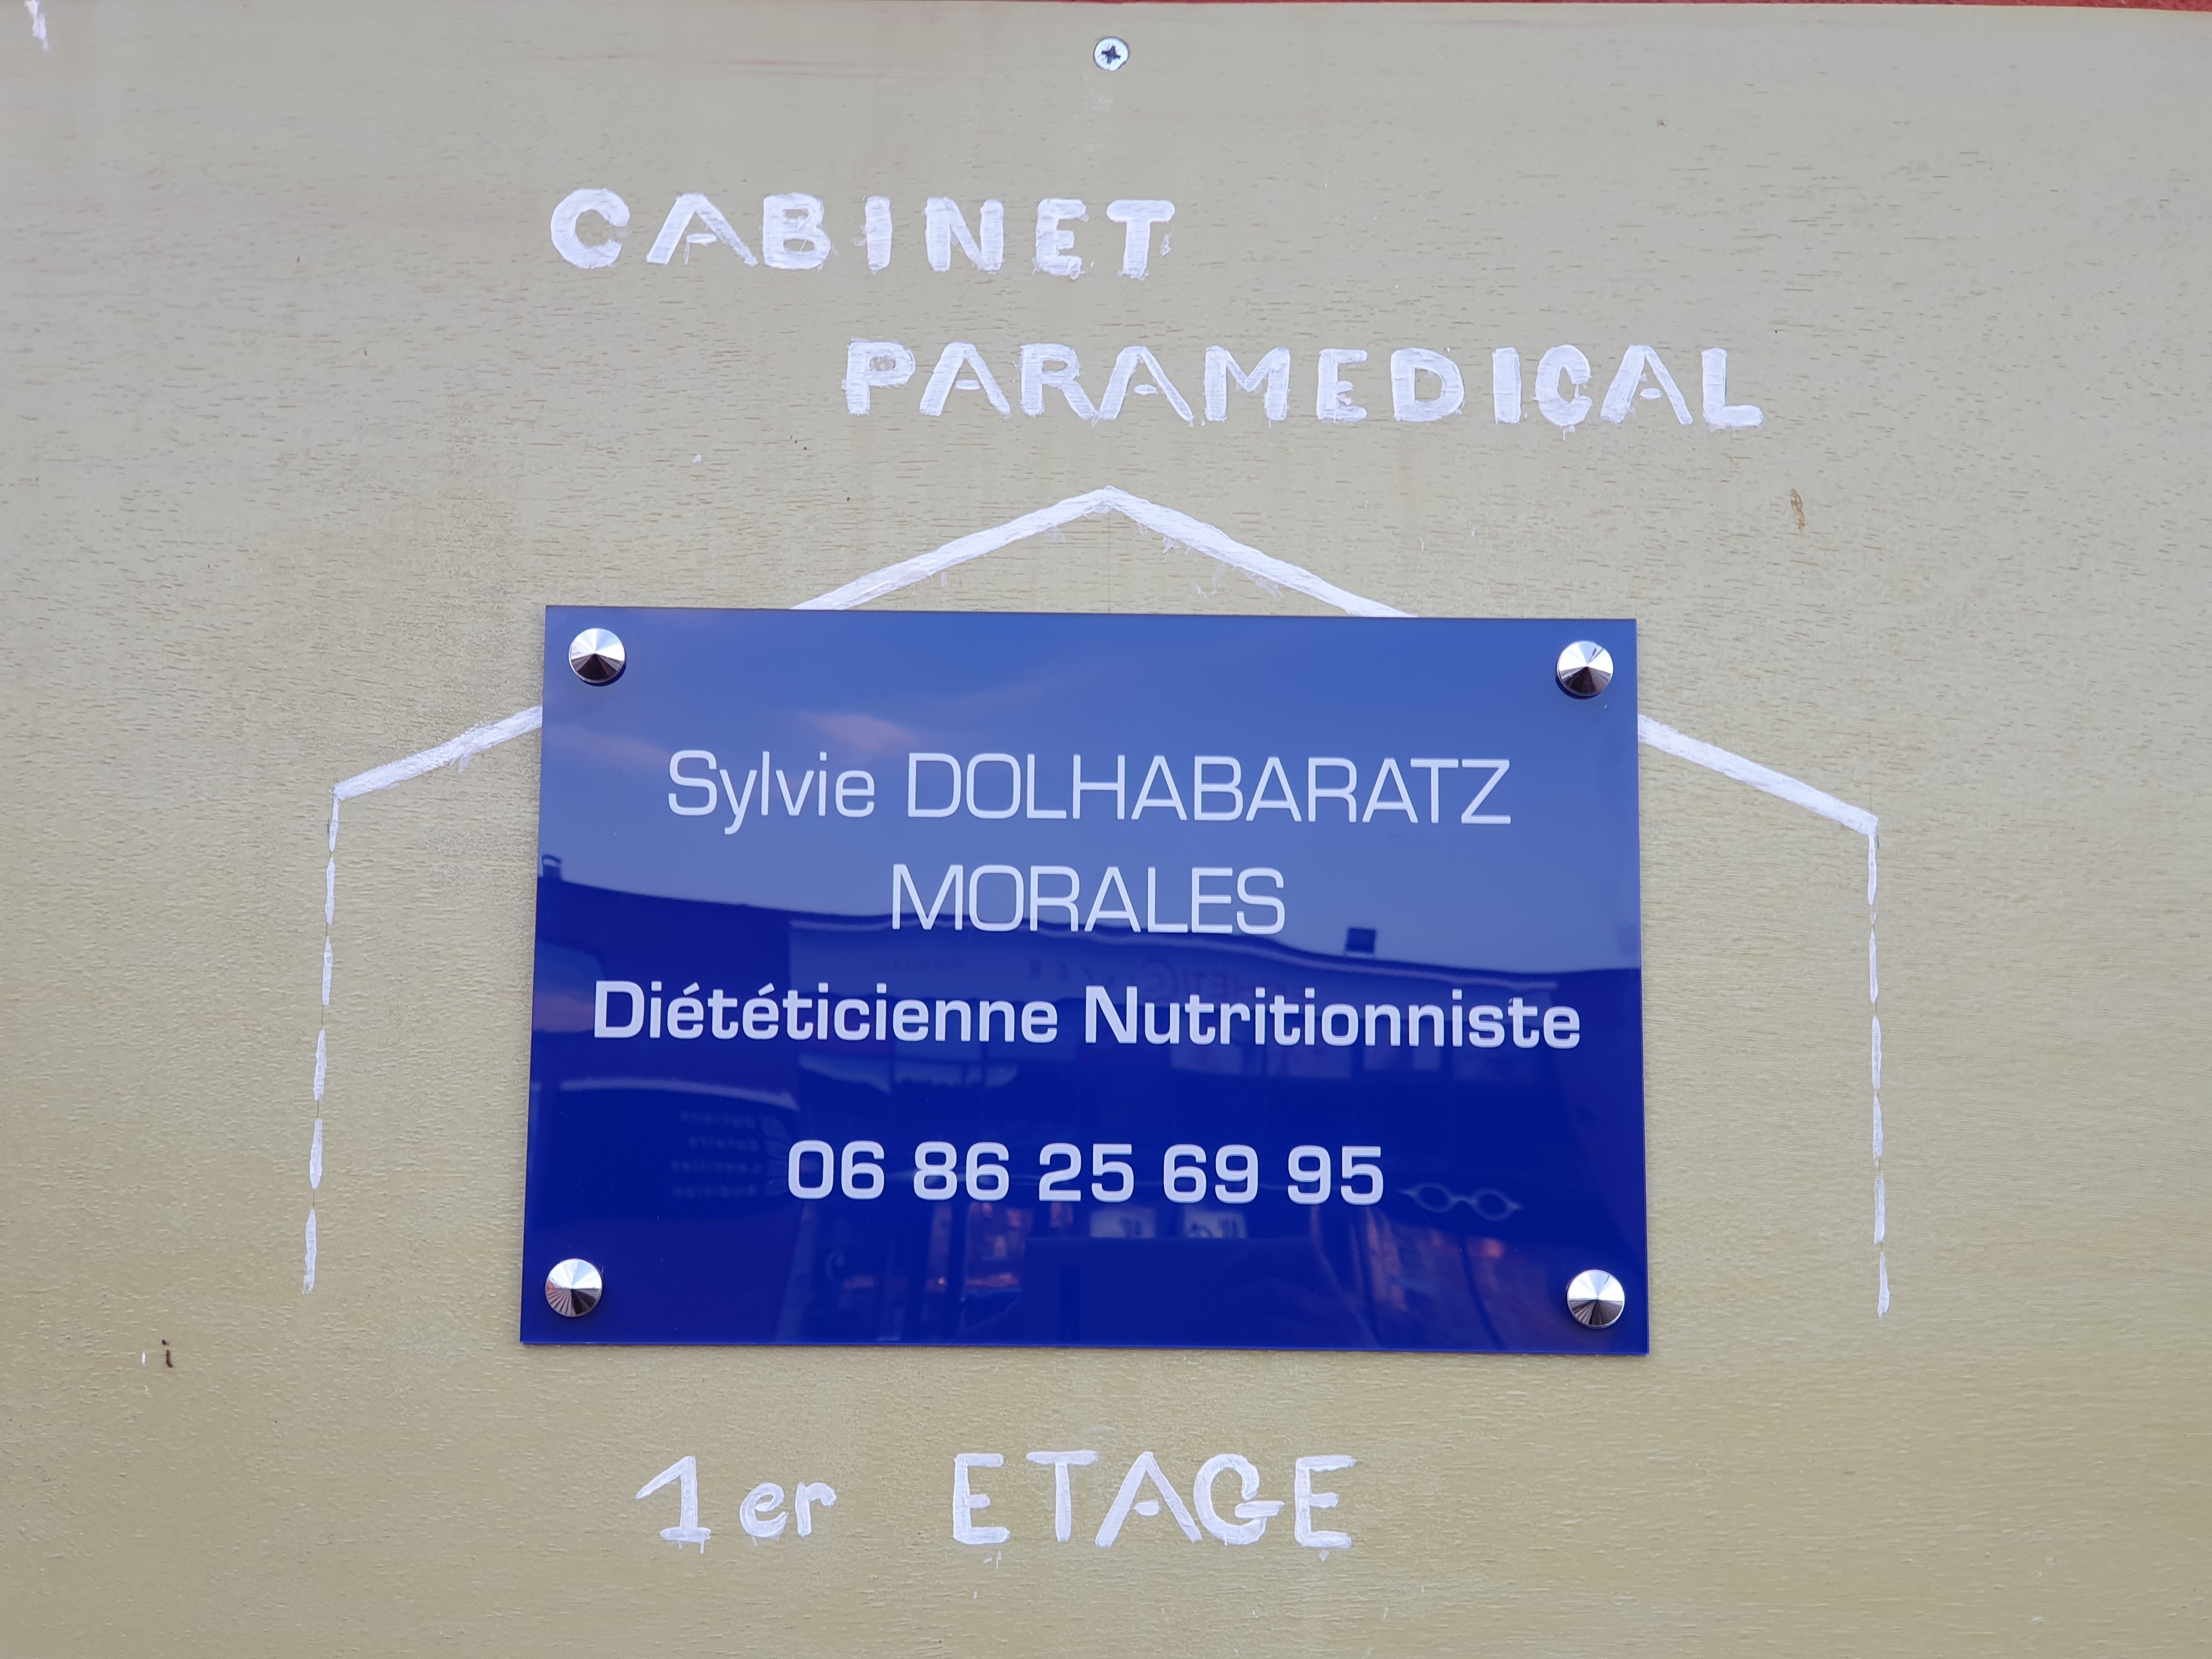 CABINET
PARAMEDICAL
Sylvie DOLHABARATZ
MORALES
Diététicienne Nutritionniste
06 86 25 69 95
1er ETAGE